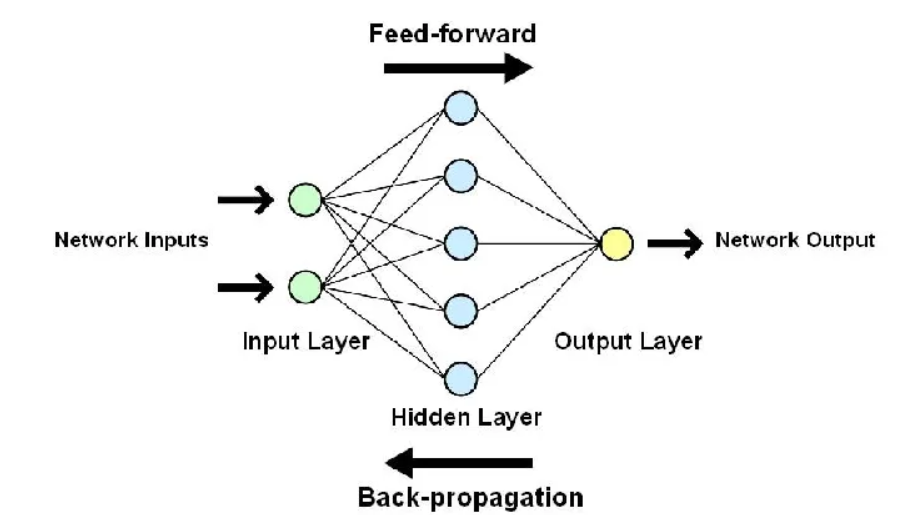 Feed-forward
Network Inputs
Network Output
Input Layer
Output Layer
Hidden Layer
Back-propagation